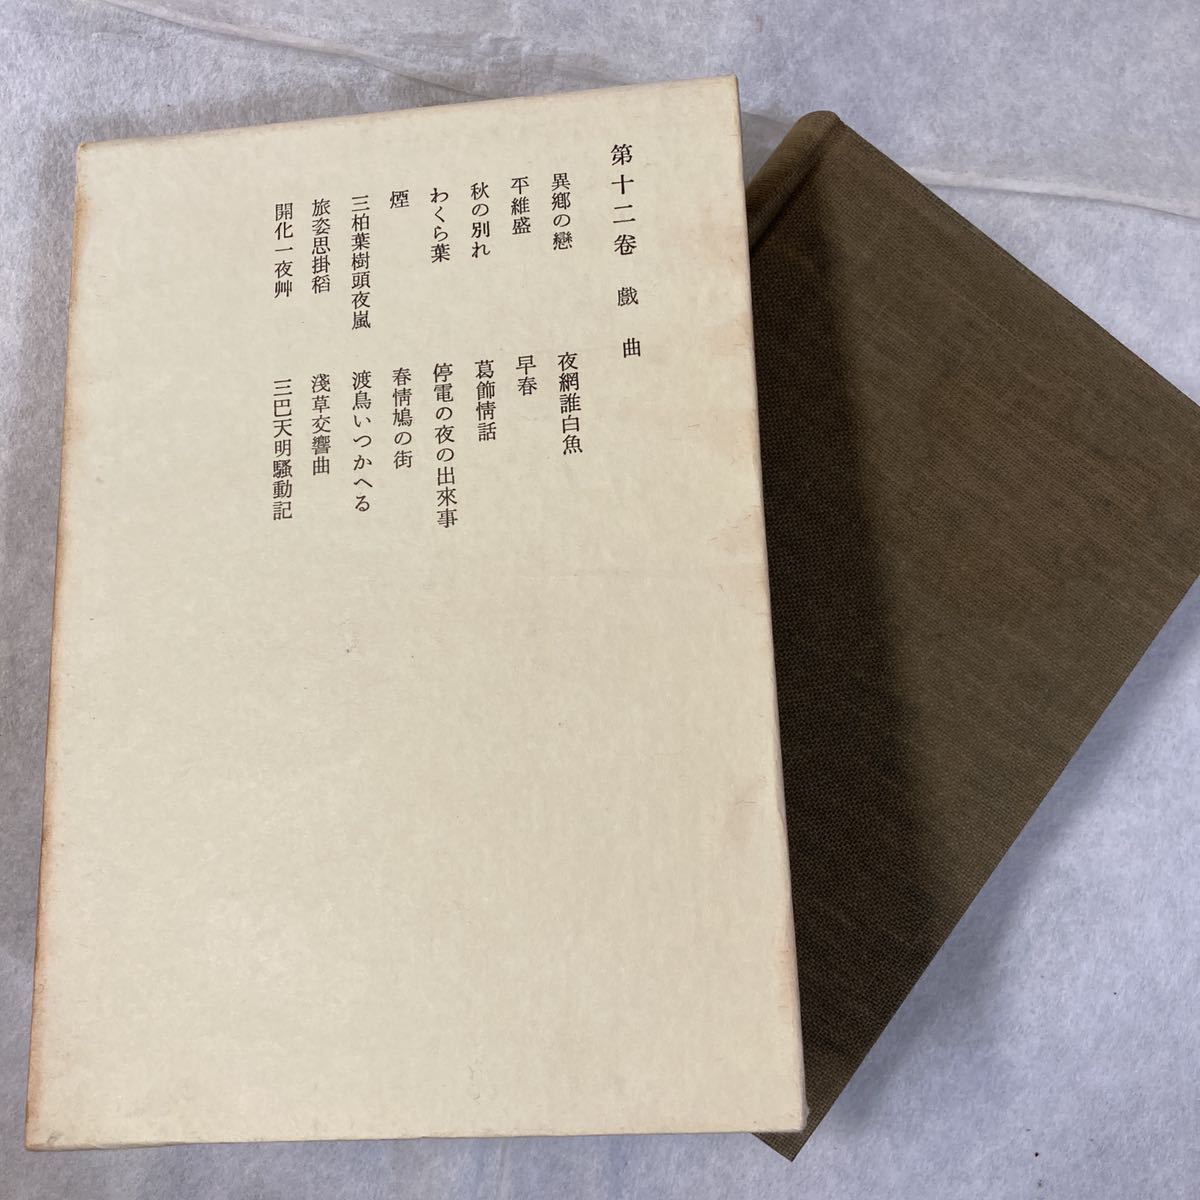 第十二卷　戲曲
異鄕の戀
平維盛
秋の別れ
わくら葉
煙
三柏葉樹頭夜嵐
旅姿思掛稻
開化一夜艸
夜網誰白魚
早春
葛飾情話
停電の夜の出來事
春情鳩の街
渡鳥いつかへる
淺草交響曲
三巴天明騷動記